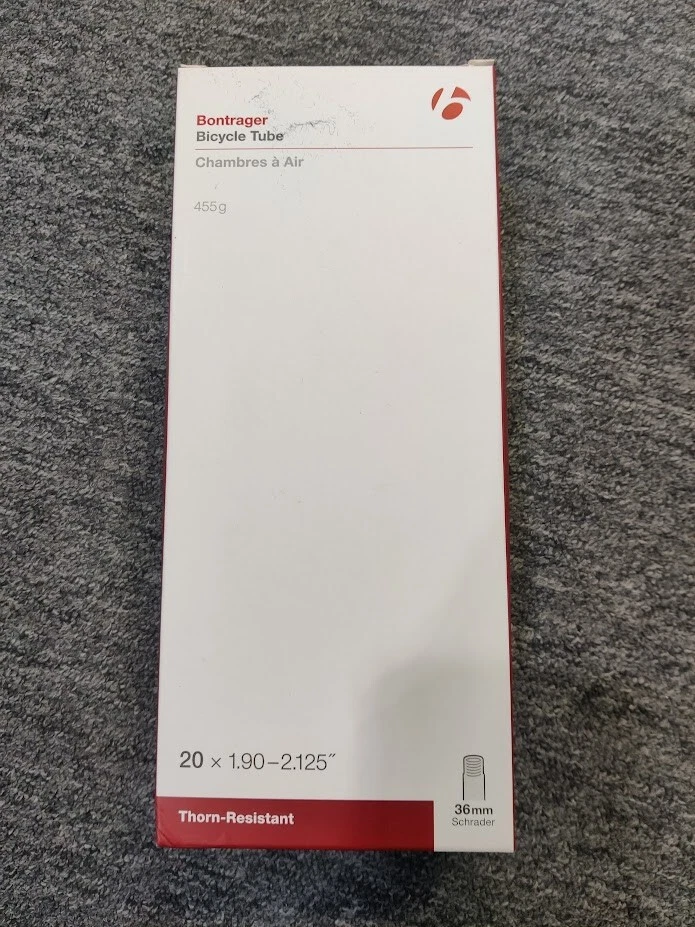 Bontrager
Bicycle Tube
Chambres à Air
455g
20 × 1.90–2.125″
Thorn-Resistant
36mm
Schrader